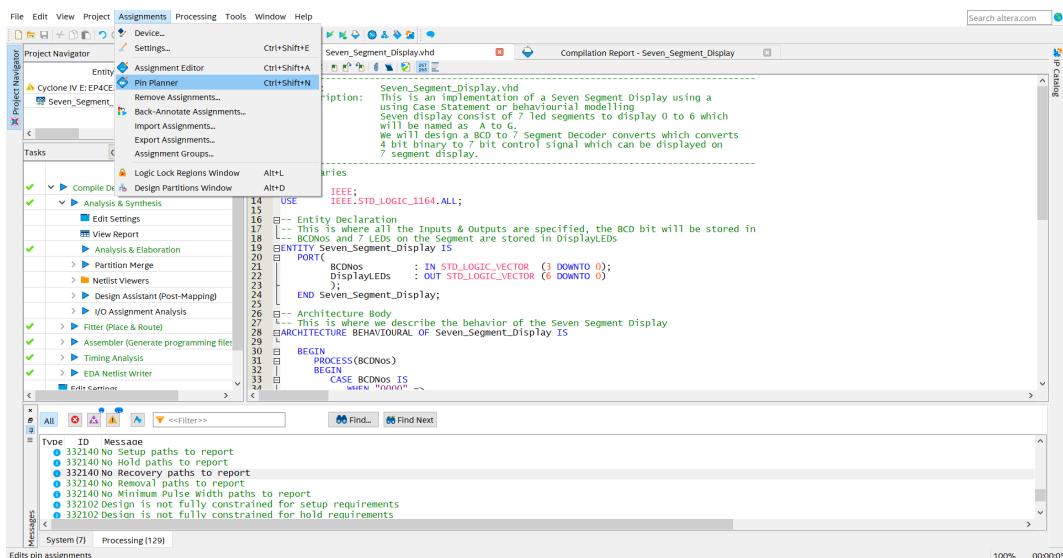 File Edit View Project Assignments Processing Tools Window Help
Search altera.com
Device...
Settings... Ctrl+Shift+E
Assignment Editor Ctrl+Shift+A
Pin Planner Ctrl+Shift+N
Remove Assignments...
Back-Annotate Assignments...
Import Assignments...
Export Assignments...
Assignment Groups...
Logic Lock Regions Window Alt+L
Design Partitions Window Alt+D
Project Navigator
Project Navigator
Entity
Cyclone IV E: EP4CE
Seven_Segment_
Tasks
Compile De
Analysis & Synthesis
Edit Settings
View Report
Analysis & Elaboration
Partition Merge
Netlist Viewers
Design Assistant (Post-Mapping)
I/O Assignment Analysis
Fitter (Place & Route)
Assembler (Generate programming files
Timing Analysis
EDA Netlist Writer
Edit Settings
Seven_Segment_Display.vhd
Compilation Report - Seven_Segment_Display
IP Catalog
267
268
Seven_Segment_Display.vhd
ription: This is an implementation of a Seven Segment Display using a
using Case Statement or behaviourial modelling
Seven display consist of 7 led segments to display 0 to 6 which
will be named as A to G.
We will design a BCD to 7 Segment Decoder converts which converts
4 bit binary to 7 bit control signal which can be displayed on
7 segment display.
aries
IEEE;
14 USE IEEE.STD_LOGIC_1164.ALL;
15
16 -- Entity Declaration
17 -- This is where all the Inputs & Outputs are specified, the BCD bit will be stored in
18 -- BCDNos and 7 LEDs on the Segment are stored in DisplayLEDs
19 ENTITY Seven_Segment_Display IS
20 PORT(
21 BCDNos : IN STD_LOGIC_VECTOR (3 DOWNTO 0);
22 DisplayLEDs : OUT STD_LOGIC_VECTOR (6 DOWNTO 0)
23 );
24 END Seven_Segment_Display;
25
26 -- Architecture Body
27 -- This is where we describe the behavior of the Seven Segment Display
28 ARCHITECTURE BEHAVIOURAL OF Seven_Segment_Display IS
29
30 BEGIN
31 PROCESS(BCDNos)
32 BEGIN
33 CASE BCDNos IS
34 WHEN "0000" =>
All
<<Filter>>
Find...
Find Next
Type ID Message
332140 No Setup paths to report
332140 No Hold paths to report
332140 No Recovery paths to report
332140 No Removal paths to report
332140 No Minimum Pulse Width paths to report
332102 Design is not fully constrained for setup requirements
332102 Design is not fully constrained for hold requirements
Messages
System (7) Processing (129)
Edits pin assignments
100% 00:00:05